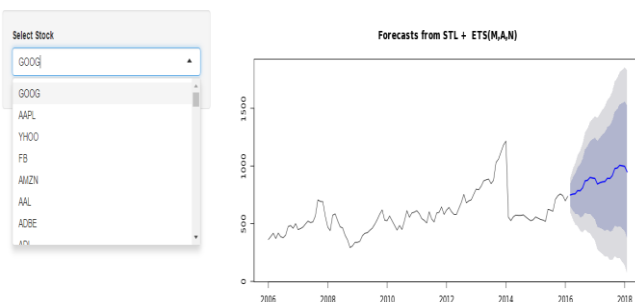 Select Stock
GOOG
GOOG
AAPL
YHOO
FB
AMZN
AAL
ADBE
ADI
Forecasts from STL + ETS(M,A,N)
1500
1000
500
0
2006 2008 2010 2012 2014 2016 2018